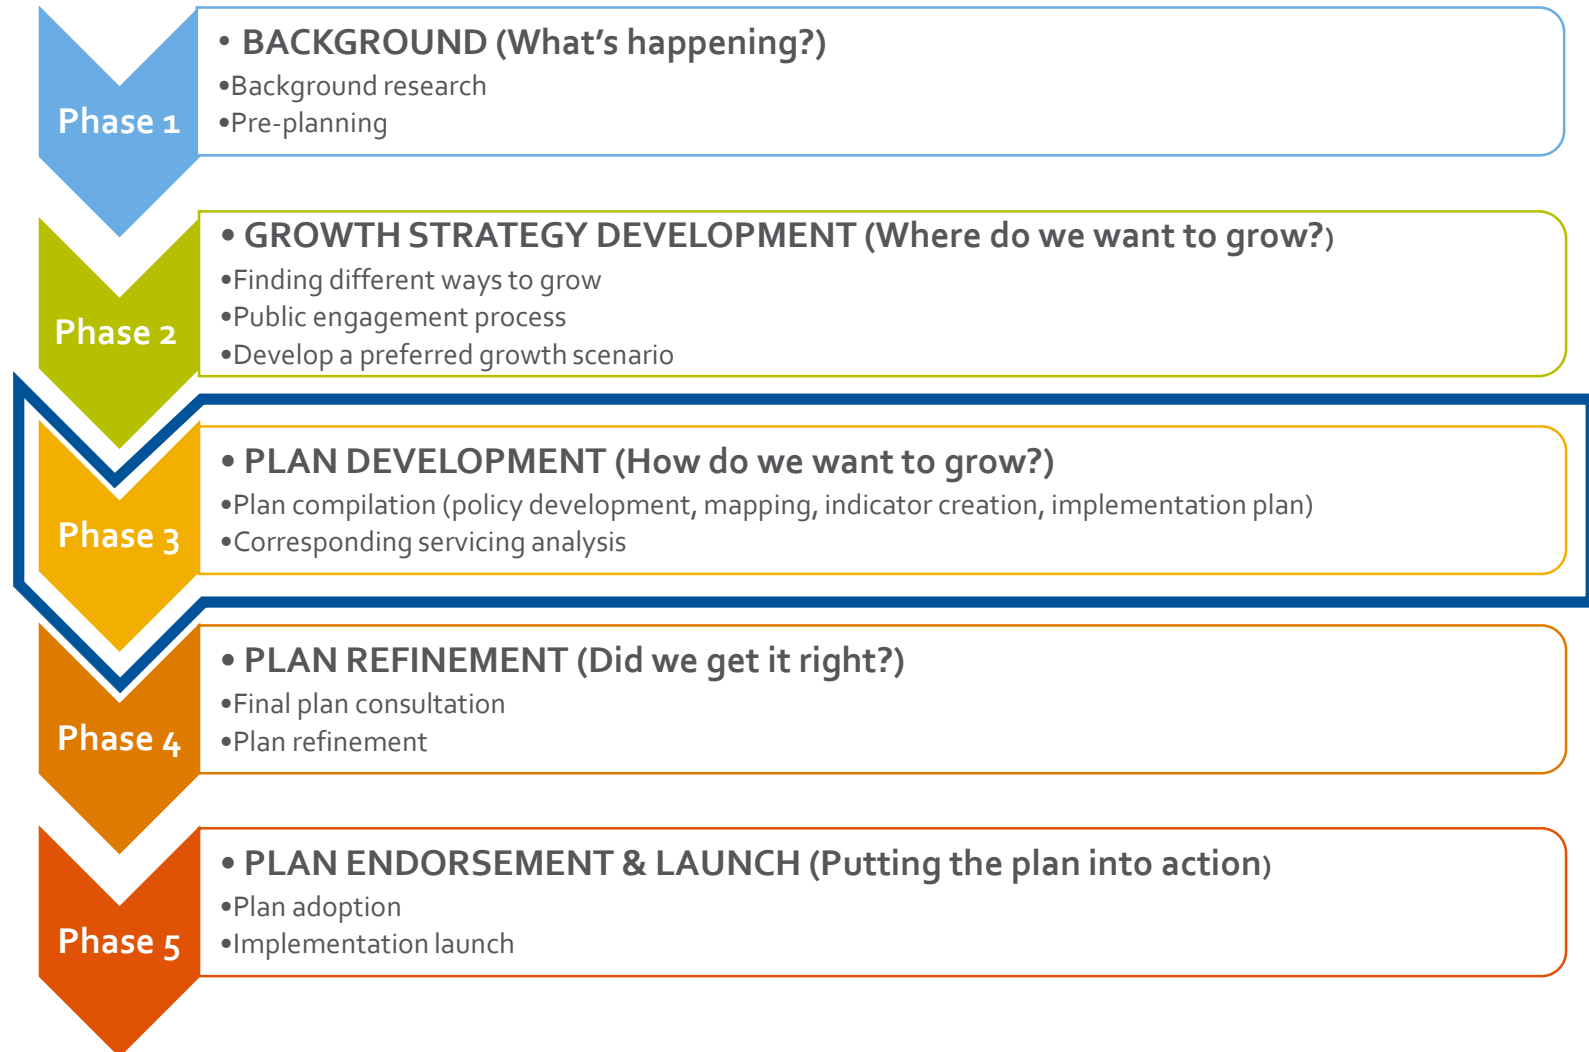 • BACKGROUND (What's happening?)
•Background research
Phase 1
•Pre-planning
• GROWTH STRATEGY DEVELOPMENT (Where do we want to grow?)
•Finding different ways to grow
•Public engagement process
Phase 2
•Develop a preferred growth scenario
• PLAN DEVELOPMENT (How do we want to grow?)
•Plan compilation (policy development, mapping, indicator creation, implementation plan)
Phase 3
•Corresponding servicing analysis
• PLAN REFINEMENT (Did we get it right?)
•Final plan consultation
Phase 4
•Plan refinement
• PLAN ENDORSEMENT & LAUNCH (Putting the plan into action)
•Plan adoption
Phase 5
•Implementation launch